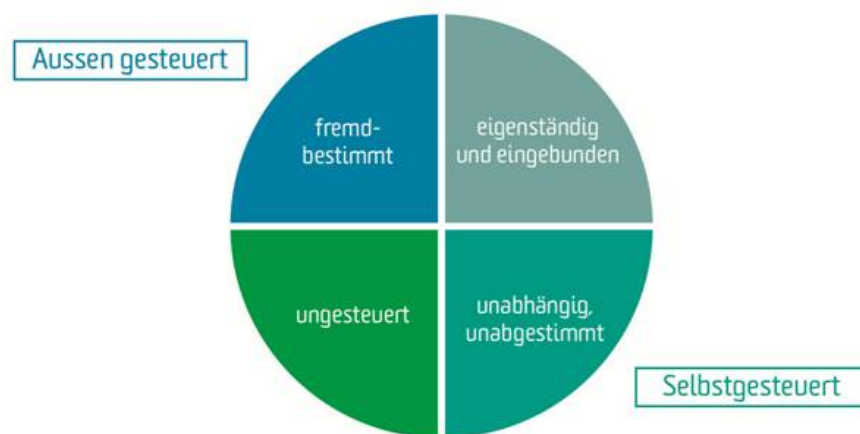 Aussen gesteuert
fremd-
bestimmt
eigenständig
und eingebunden
ungesteuert
unabhängig,
unabgestimmt
Selbstgesteuert